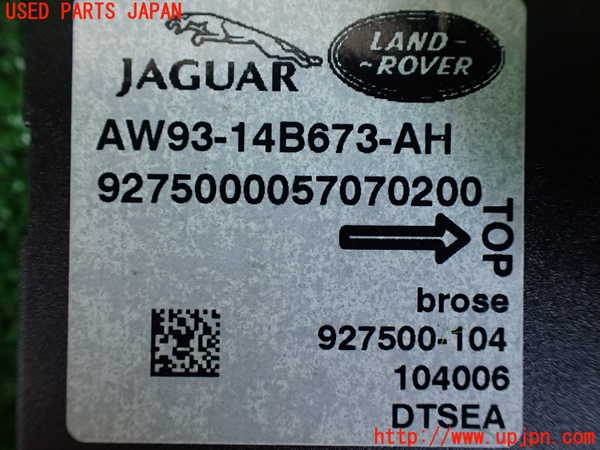 USED PARTS JAPAN
JAGUAR
LAND-
~ROVER
AW93-14B673-AH
9275000057070200
TOP
brose
927500-104
104006
DTSEA
http://www.upjpn.com/